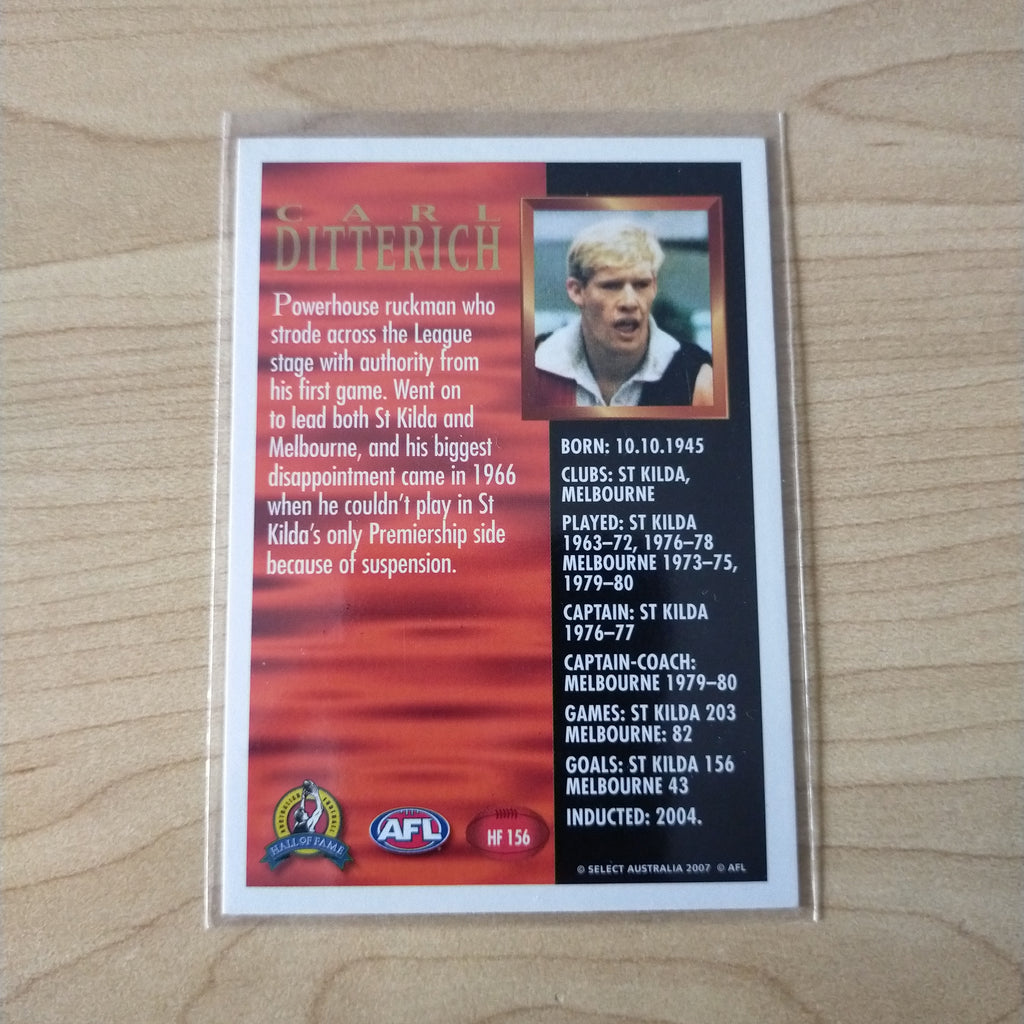 CARL
DITTERICH
Powerhouse ruckman who
strode across the League
stage with authority from
his first game. Went on
to lead both St Kilda and
Melbourne, and his biggest
disappointment came in 1966
when he couldn't play in St
Kilda's only Premiership side
because of suspension.
BORN: 10.10.1945
CLUBS: ST KILDA,
MELBOURNE
PLAYED: ST KILDA
1963–72, 1976–78
MELBOURNE 1973–75,
1979–80
CAPTAIN: ST KILDA
1976–77
CAPTAIN-COACH:
MELBOURNE 1979–80
GAMES: ST KILDA 203
MELBOURNE: 82
GOALS: ST KILDA 156
MELBOURNE 43
INDUCTED: 2004.
AUSTRALIAN FOOTBALL
HALL OF FAME
AFL
HF 156
© SELECT AUSTRALIA 2007 © AFL